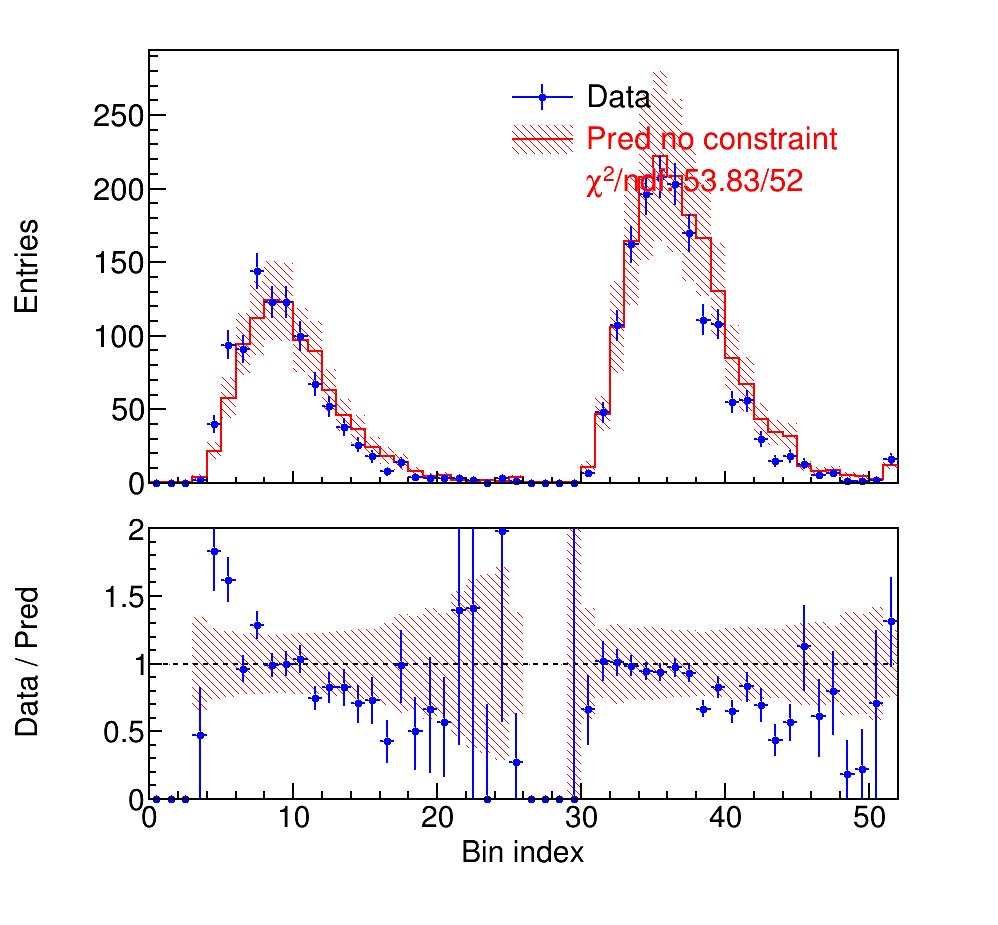 Entries
250
200
150
100
50
0
Data
Pred no constraint
χ²/ndf: 53.83/52
Data / Pred
2
1.5
1
0.5
0
0 10 20 30 40 50
Bin index